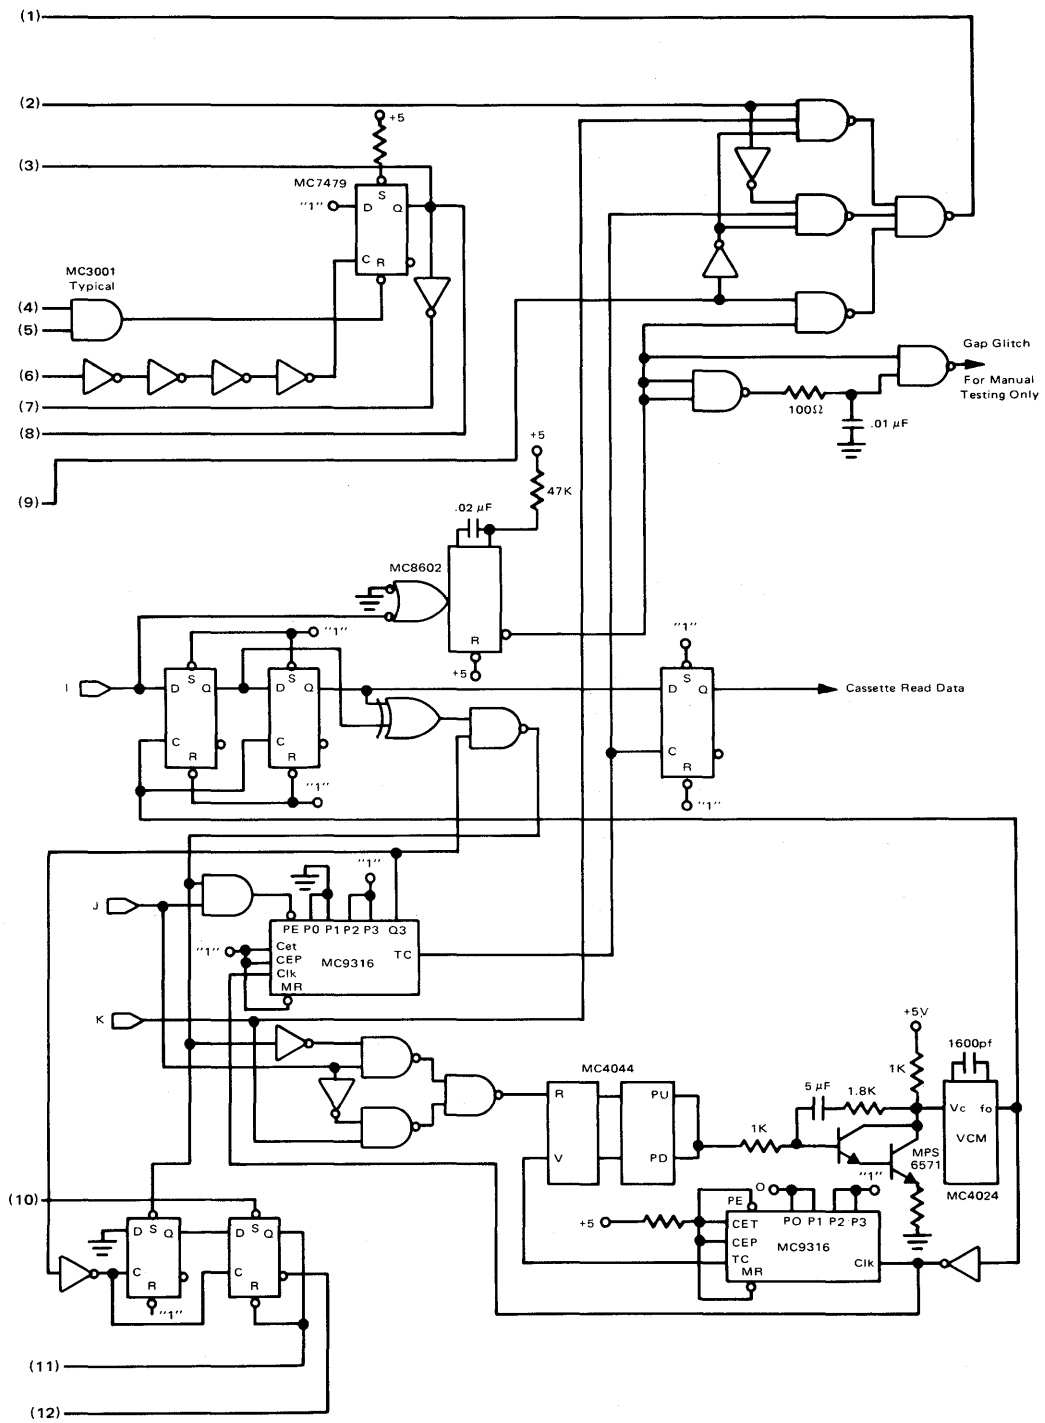 (1)
(2)
+5
(3)
MC7479
S
"1" D Q
C R
MC3001
Typical
(4)
(5)
(6)
(7)
(8)
(9)
Gap Glitch
For Manual
Testing Only
100Ω
.01 μF
+5
47K
.02 μF
MC8602
R
+5
"1"
I
D S Q
C
R
D S Q
C
R
"1"
"1"
S
D Q
C
R
"1"
Cassette Read Data
J
"1"
PE P0 P1 P2 P3 Q3
"1"
Cet
CEP
Clk
MR
MC9316
TC
K
MC4044
R
V
PU
PD
1K
5 μF
1.8K
+5V
1K
1600pf
Vc fo
VCM
MC4024
MPS
6571
"1"
O
PE
PO P1 P2 P3
+5
CET
CEP
TC
MR
MC9316
Clk
(10)
D S Q
C
R
"1"
D S Q
C
R
(11)
(12)